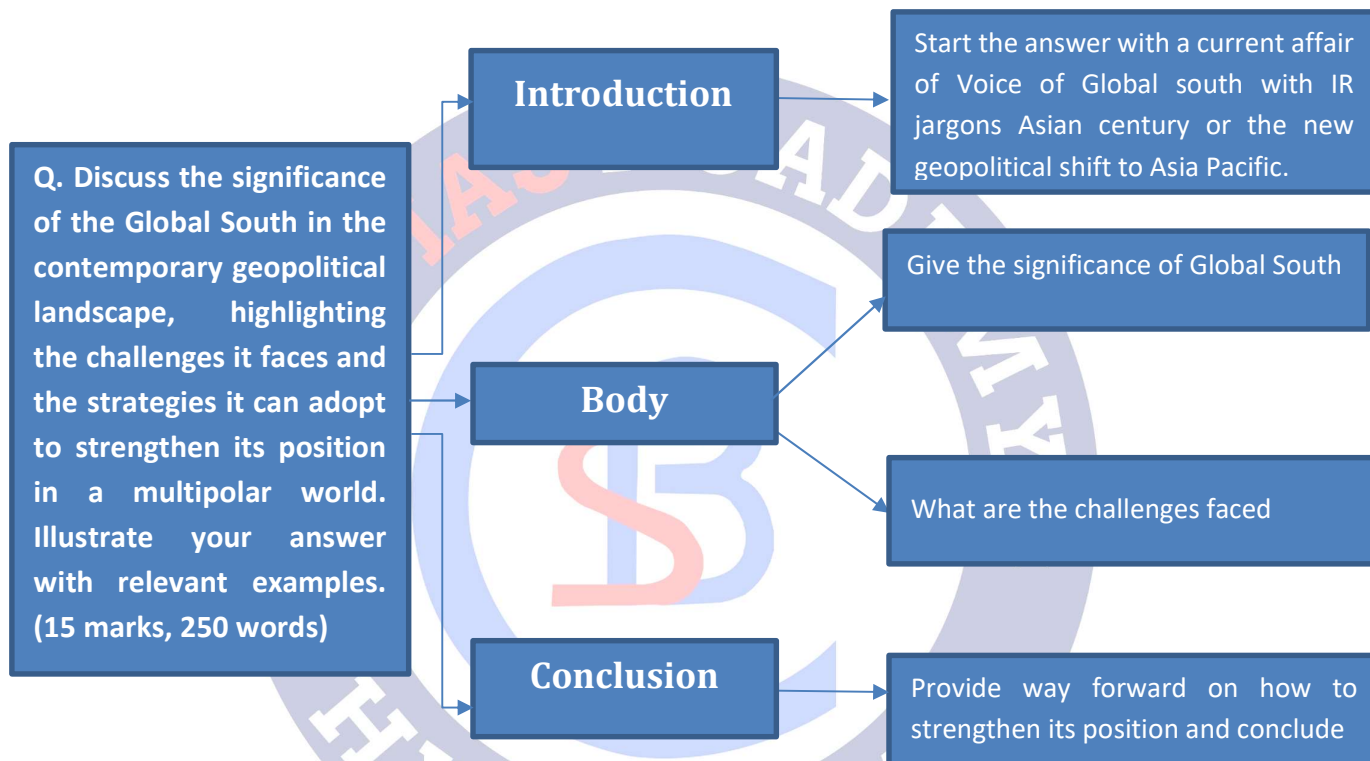 Q. Discuss the significance
of the Global South in the
contemporary geopolitical
landscape, highlighting
the challenges it faces and
the strategies it can adopt
to strengthen its position
in a multipolar world.
Illustrate your answer
with relevant examples.
(15 marks, 250 words)
Introduction
Start the answer with a current affair
of Voice of Global south with IR
jargons Asian century or the new
geopolitical shift to Asia Pacific.
Body
Give the significance of Global South
What are the challenges faced
Conclusion
Provide way forward on how to
strengthen its position and conclude
IAS